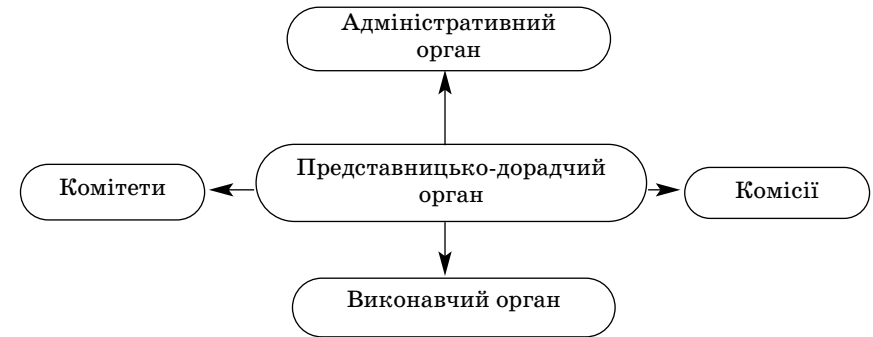 Адміністративний
орган
Представницько-дорадчий
орган
Комітети
Комісії
Виконавчий орган